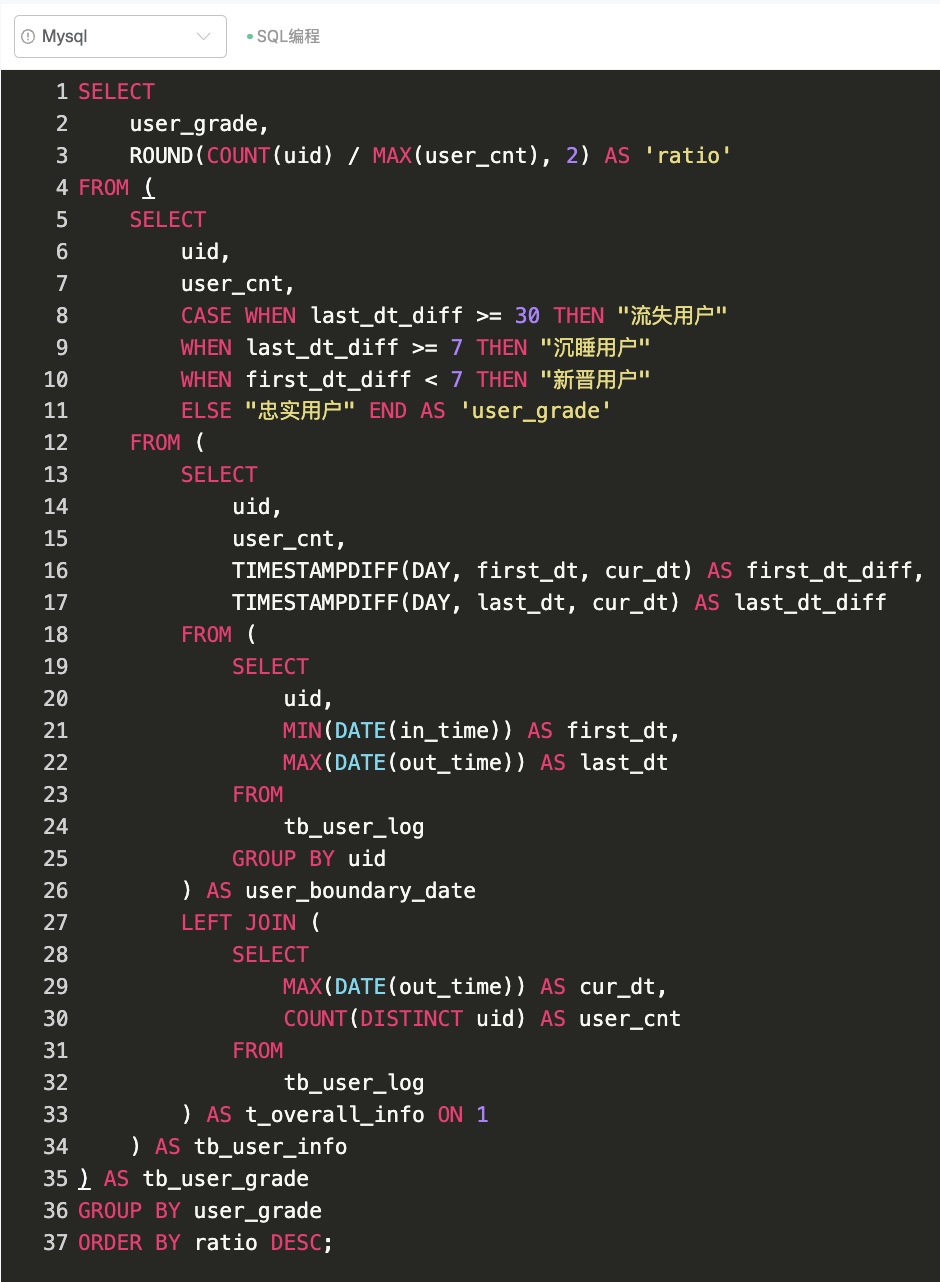 Mysql
SQL编程
1 SELECT
2     user_grade,
3     ROUND(COUNT(uid) / MAX(user_cnt), 2) AS 'ratio'
4 FROM (
5     SELECT
6         uid,
7         user_cnt,
8         CASE WHEN last_dt_diff >= 30 THEN "流失用户"
9         WHEN last_dt_diff >= 7 THEN "沉睡用户"
10         WHEN first_dt_diff < 7 THEN "新晋用户"
11         ELSE "忠实用户" END AS 'user_grade'
12     FROM (
13         SELECT
14             uid,
15             user_cnt,
16             TIMESTAMPDIFF(DAY, first_dt, cur_dt) AS first_dt_diff,
17             TIMESTAMPDIFF(DAY, last_dt, cur_dt) AS last_dt_diff
18         FROM (
19             SELECT
20                 uid,
21                 MIN(DATE(in_time)) AS first_dt,
22                 MAX(DATE(out_time)) AS last_dt
23             FROM
24                 tb_user_log
25             GROUP BY uid
26         ) AS user_boundary_date
27         LEFT JOIN (
28             SELECT
29                 MAX(DATE(out_time)) AS cur_dt,
30                 COUNT(DISTINCT uid) AS user_cnt
31             FROM
32                 tb_user_log
33         ) AS t_overall_info ON 1
34     ) AS tb_user_info
35 ) AS tb_user_grade
36 GROUP BY user_grade
37 ORDER BY ratio DESC;